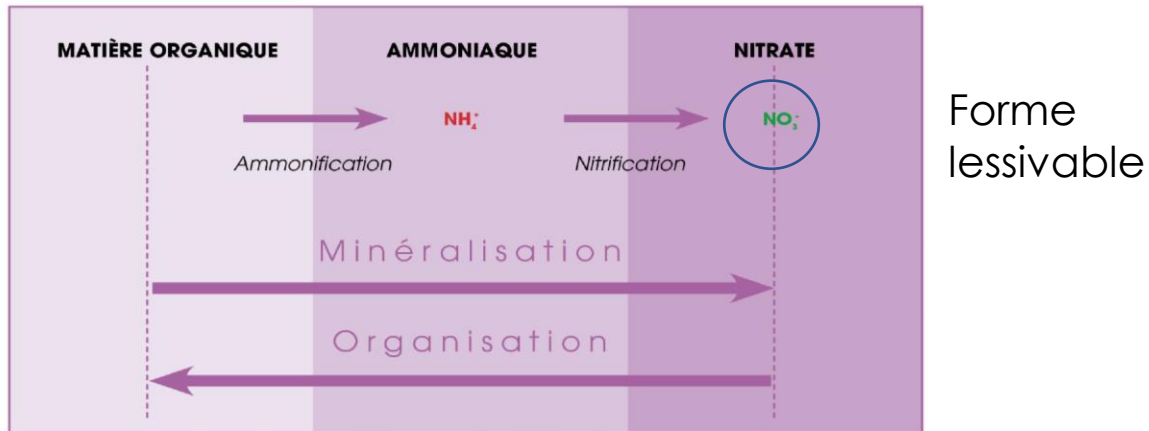 MATIÈRE ORGANIQUE
AMMONIAQUE
NITRATE
NH₄⁺
NO₃⁻
Ammonification
Nitrification
Minéralisation
Organisation
Forme
lessivable